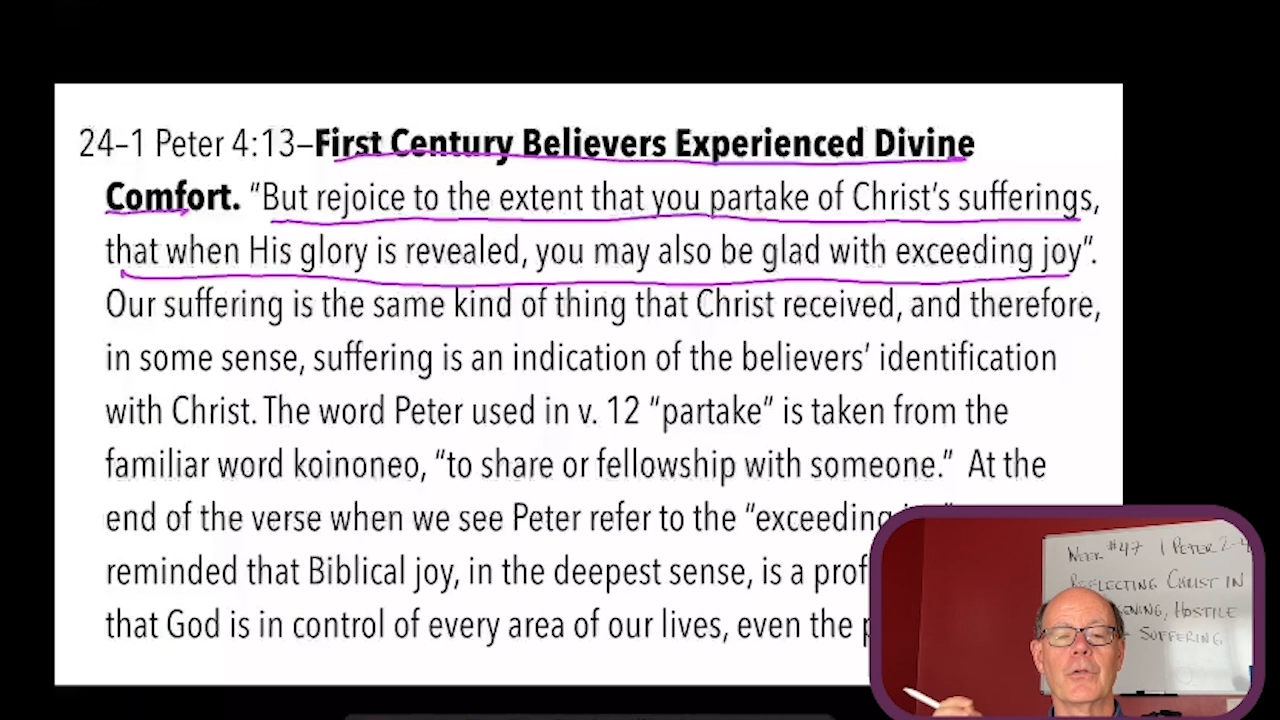 24–1 Peter 4:13–First Century Believers Experienced Divine
Comfort. “But rejoice to the extent that you partake of Christ’s sufferings,
that when His glory is revealed, you may also be glad with exceeding joy”.
Our suffering is the same kind of thing that Christ received, and therefore,
in some sense, suffering is an indication of the believers’ identification
with Christ. The word Peter used in v. 12 “partake” is taken from the
familiar word koinoneo, “to share or fellowship with someone.”  At the
end of the verse when we see Peter refer to the “exceeding
reminded that Biblical joy, in the deepest sense, is a
that God is in control of every area of our lives, even the
WEEK #47 1 PETER 2-4
REFLECTING CHRIST IN
HOSTILE
SUFFERING